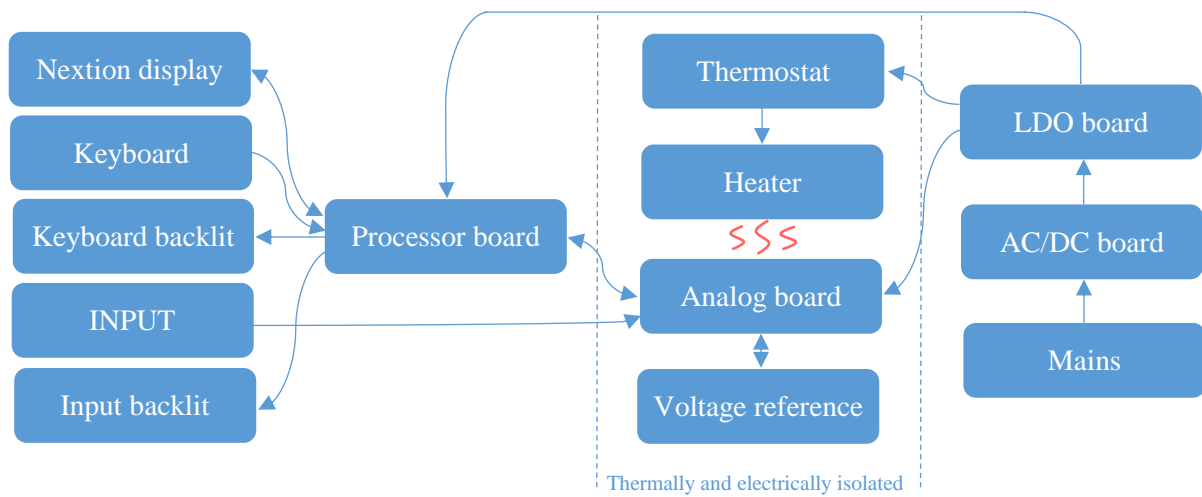 Nextion display
Keyboard
Keyboard backlit
INPUT
Input backlit
Processor board
Thermostat
Heater
Analog board
Voltage reference
Thermally and electrically isolated
LDO board
AC/DC board
Mains